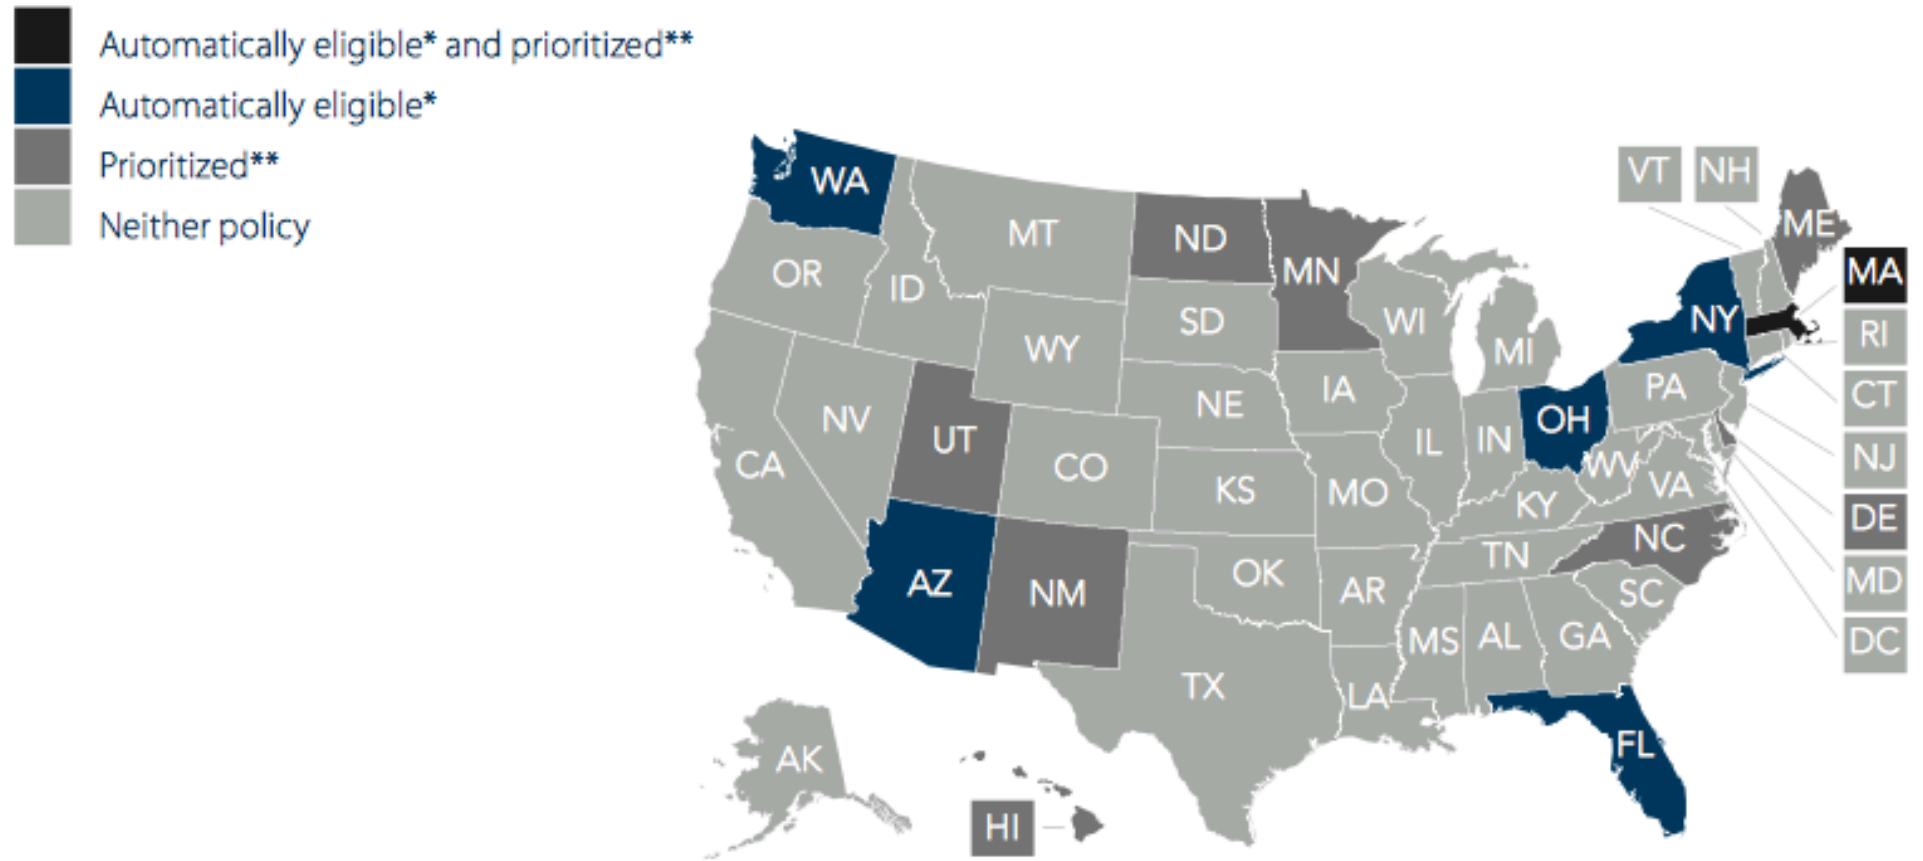 Automatically eligible* and prioritized**
Automatically eligible*
Prioritized**
Neither policy
WA
VT
NH
MT
ND
ME
OR
ID
MN
MA
SD
WI
NY
RI
WY
MI
NE
IA
PA
CT
NV
UT
OH
CA
CO
IL
IN
WV
NJ
KS
MO
KY
VA
DE
NC
AZ
NM
OK
AR
TN
SC
MD
MS
AL
GA
DC
TX
LA
AK
FL
HI